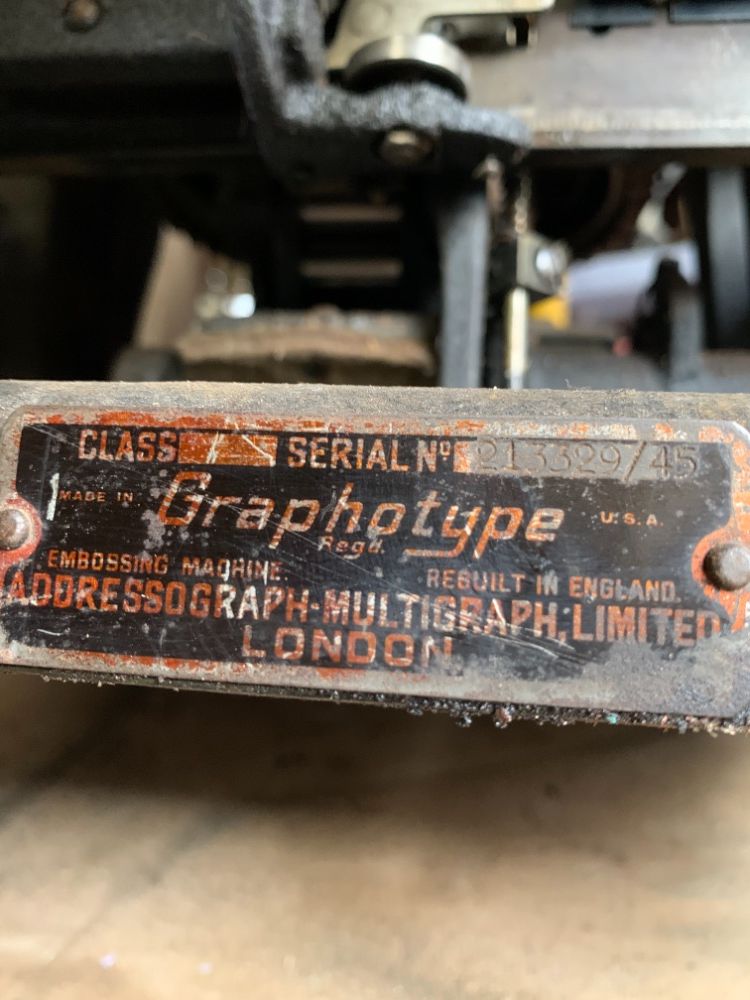 CLASS SERIAL Nº 213329/45
MADE IN Graphotype U.S.A.
Regd.
EMBOSSING MACHINE. REBUILT IN ENGLAND.
ADDRESSOGRAPH-MULTIGRAPH, LIMITED
LONDON